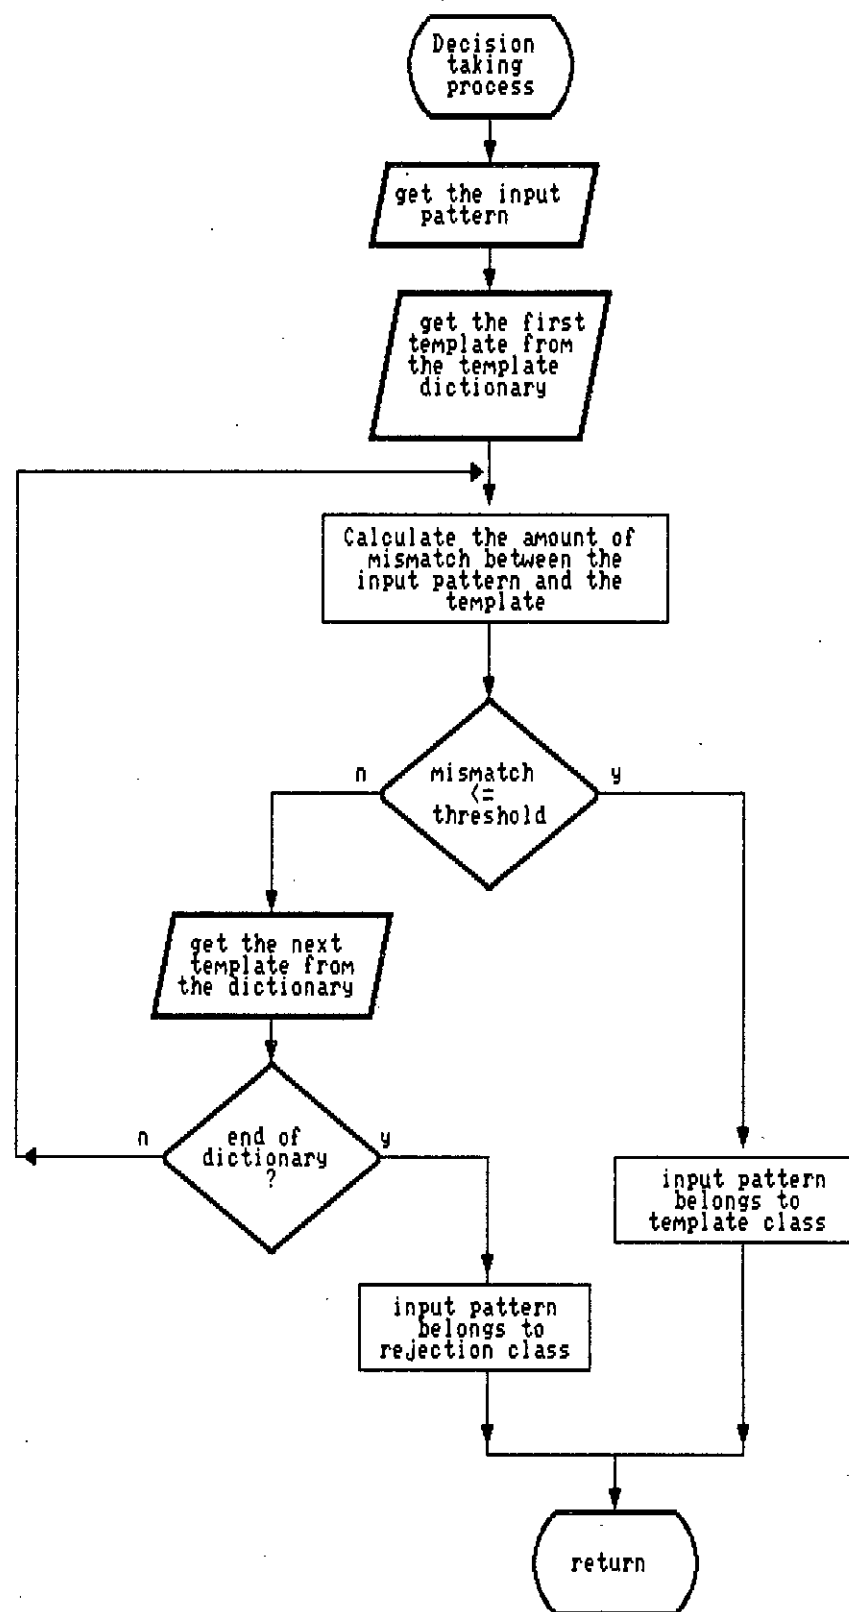 Decision
taking
process
get the input
pattern
get the first
template from
the template
dictionary
Calculate the amount of
mismatch between the
input pattern and the
template
n
mismatch
<=
threshold
y
get the next
template from
the dictionary
n
end of
dictionary
?
y
input pattern
belongs to
template class
input pattern
belongs to
rejection class
return